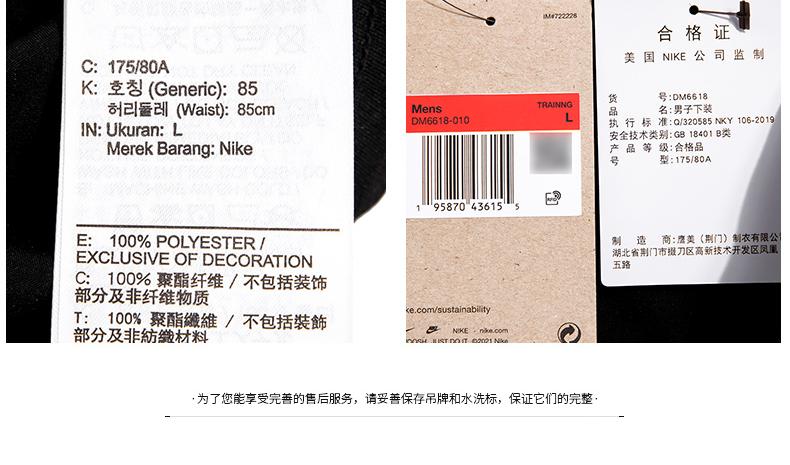 C: 175/80A
K: 호칭 (Generic): 85
허리둘레 (Waist): 85cm
IN: Ukuran: L
Merek Barang: Nike
E: 100% POLYESTER /
EXCLUSIVE OF DECORATION
C: 100% 聚酯纤维 / 不包括装饰
部分及非纤维物质
T: 100% 聚酯纖維 / 不包括裝飾
部分及非紡織材料
IM#722226
Mens
TRAINNG
DM6618-010
L
1 95870 43615 5
RFID
ke.com/sustainability
NIKE
nike.com
OOSH, JUST DO IT. ©2021 Nike
合格证
美国 NIKE 公司监制
货号:DM6618
品名:男子下装
执行标准:Q/320585 NKY 106-2019
安全技术类别:GB 18401 B类
产品等级:合格品
号型:175/80A
制造商:鹰美（荆门）制衣有限公
湖北省荆门市掇刀区高新技术开发区凤凰
五路
·为了您能享受完善的售后服务，请妥善保存吊牌和水洗标，保证它们的完整·